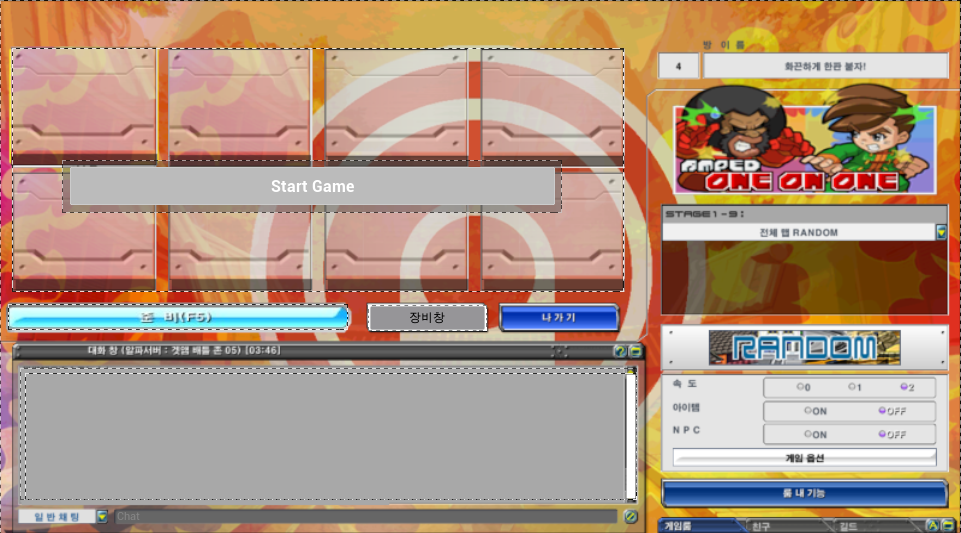 방 이름
4
화끈하게 한판 붙자!
AMPED
ONE ON ONE
STAGE1-9:
전체 맵 RANDOM
Start Game
준 비(F5)
장비창
나 가 기
RANDOM
대화 창 (알파서버 : 겟앰 배틀 존 05) [03:46]
속 도
0
1
2
아이템
ON
OFF
N P C
ON
OFF
게임 옵션
룸 내 기능
일 반 채 팅
Chat
게임룸
친구
길드